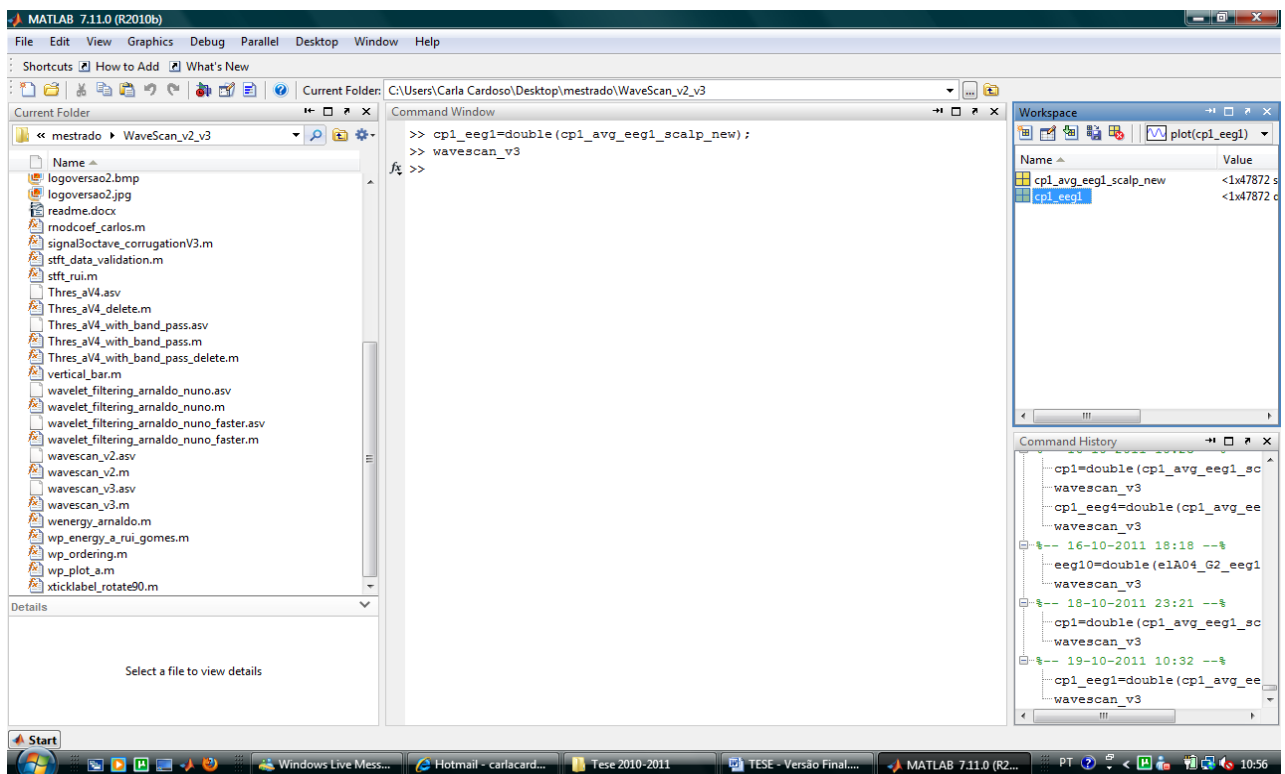 MATLAB 7.11.0 (R2010b)
File Edit View Graphics Debug Parallel Desktop Window Help
Shortcuts How to Add What's New
Current Folder: C:\Users\Carla Cardoso\Desktop\mestrado\WaveScan_v2_v3
Current Folder
« mestrado WaveScan_v2_v3
Name
logoversao2.bmp
logoversao2.jpg
readme.docx
rnodcoef_carlos.m
signal3octave_corrugationV3.m
stft_data_validation.m
stft_rui.m
Thres_aV4.asv
Thres_aV4_delete.m
Thres_aV4_with_band_pass.asv
Thres_aV4_with_band_pass.m
Thres_aV4_with_band_pass_delete.m
vertical_bar.m
wavelet_filtering_arnaldo_nuno.asv
wavelet_filtering_arnaldo_nuno.m
wavelet_filtering_arnaldo_nuno_faster.asv
wavelet_filtering_arnaldo_nuno_faster.m
wavescan_v2.asv
wavescan_v2.m
wavescan_v3.asv
wavescan_v3.m
wenergy_arnaldo.m
wp_energy_a_rui_gomes.m
wp_ordering.m
wp_plot_a.m
xticklabel_rotate90.m
Details
Select a file to view details
Command Window
>> cp1_eeg1=double(cp1_avg_eeg1_scalp_new);
>> wavescan_v3
fx >>
Workspace
plot(cp1_eeg1)
Name Value
cp1_avg_eeg1_scalp_new <1x47872 s
cp1_eeg1 <1x47872 d
Command History
cp1=double(cp1_avg_eeg1_sc
wavescan_v3
cp1_eeg4=double(cp1_avg_ee
wavescan_v3
%-- 16-10-2011 18:18 --%
eeg10=double(elA04_G2_eeg1
wavescan_v3
%-- 18-10-2011 23:21 --%
cp1=double(cp1_avg_eeg1_sc
wavescan_v3
%-- 19-10-2011 10:32 --%
cp1_eeg1=double(cp1_avg_ee
wavescan_v3
Start
Windows Live Mess... Hotmail - carlacard... Tese 2010-2011 TESE - Versão Final.... MATLAB 7.11.0 (R2... PT 10:56